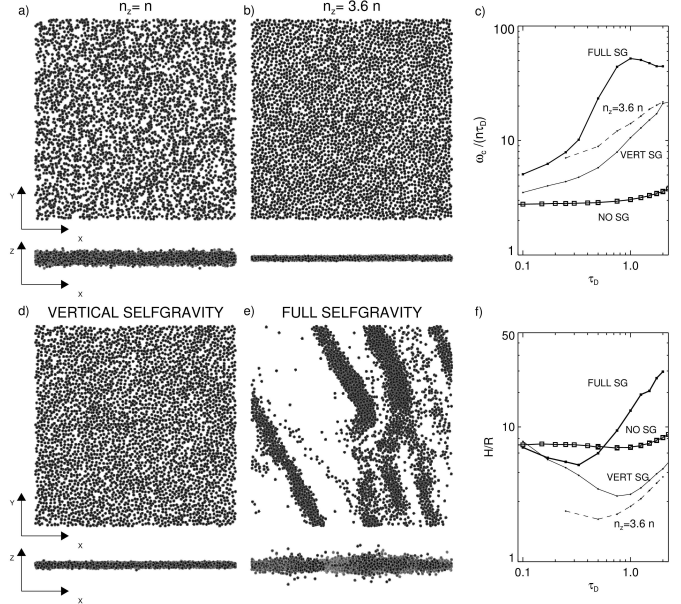 a)
n_z= n
b)
n_z= 3.6 n
c)
Y
X
Z
X
100
10
1
ω_c /(nτ_D)
FULL SG
n_z=3.6 n
VERT SG
NO SG
0.1
1.0
τ_D
d)
VERTICAL SELFGRAVITY
e)
FULL SELFGRAVITY
f)
Y
X
Z
X
50
10
1
H/R
FULL SG
NO SG
VERT SG
n_z=3.6 n
0.1
1.0
τ_D